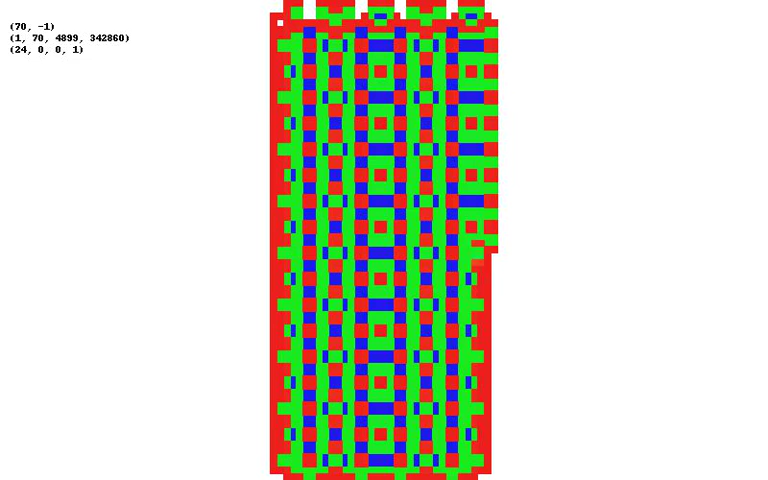 (70, -1)
(1, 70, 4899, 342860)
(24, 0, 0, 1)